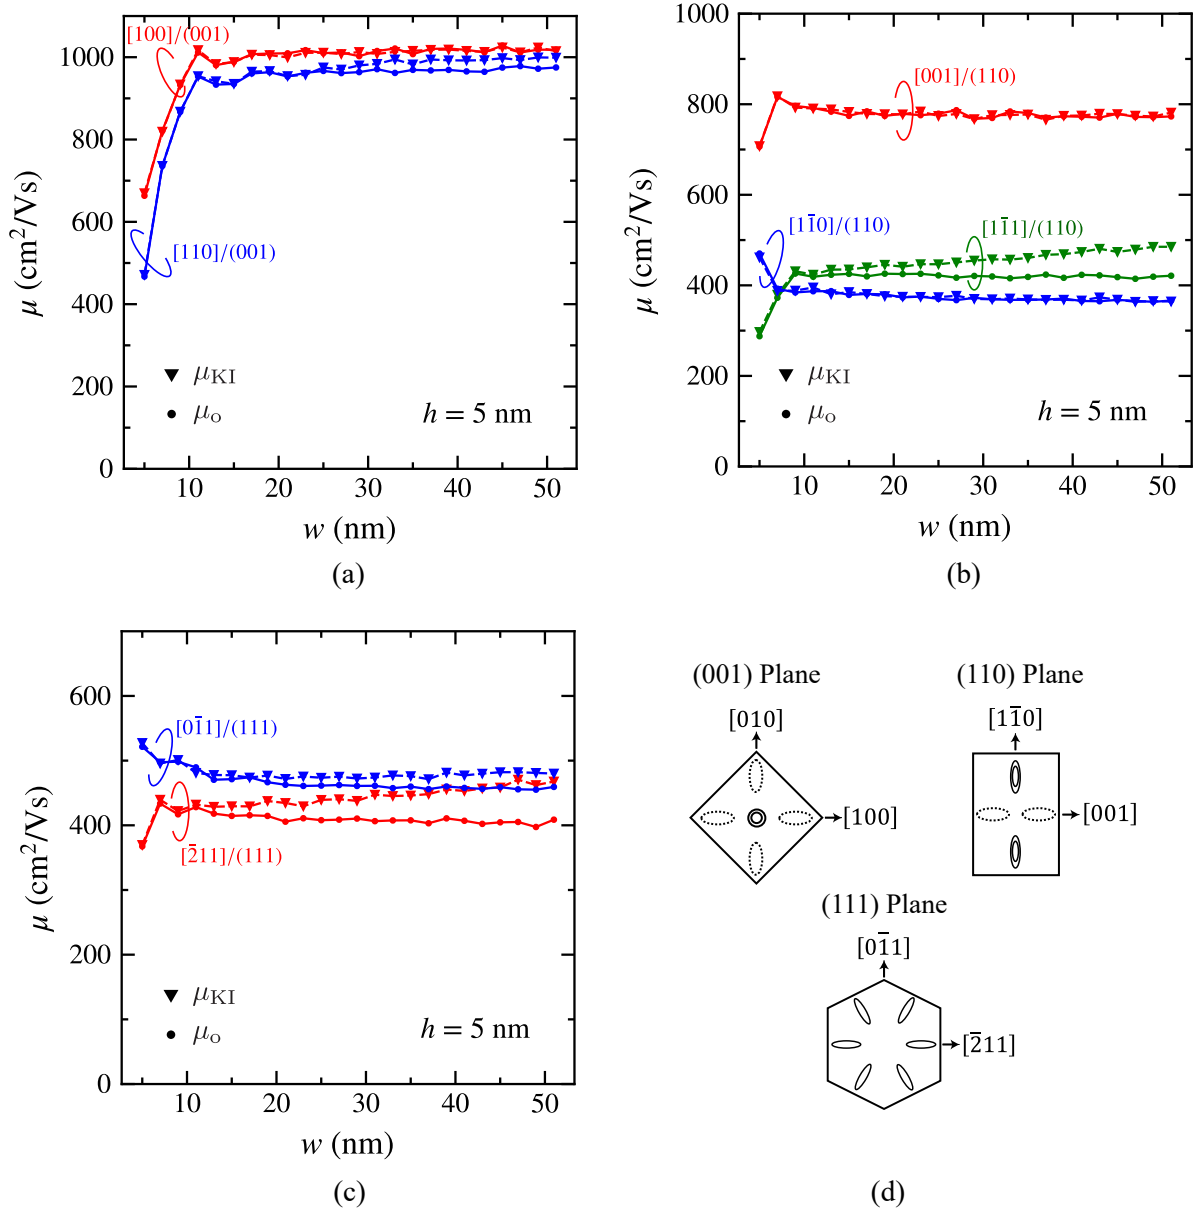 1000
800
600
400
200
0
μ (cm²/Vs)
[100]/(001)
[110]/(001)
μKI
μo
h = 5 nm
10 20 30 40 50
w (nm)
(a)
1000
800
600
400
200
0
μ (cm²/Vs)
[001]/(110)
[11̅0]/(110)
[11̅1]/(110)
μKI
μo
h = 5 nm
10 20 30 40 50
w (nm)
(b)
600
400
200
0
μ (cm²/Vs)
[01̅1]/(111)
[2̅11]/(111)
μKI
μo
h = 5 nm
10 20 30 40 50
w (nm)
(c)
(001) Plane
[010]
[100]
(110) Plane
[11̅0]
[001]
(111) Plane
[01̅1]
[2̅11]
(d)